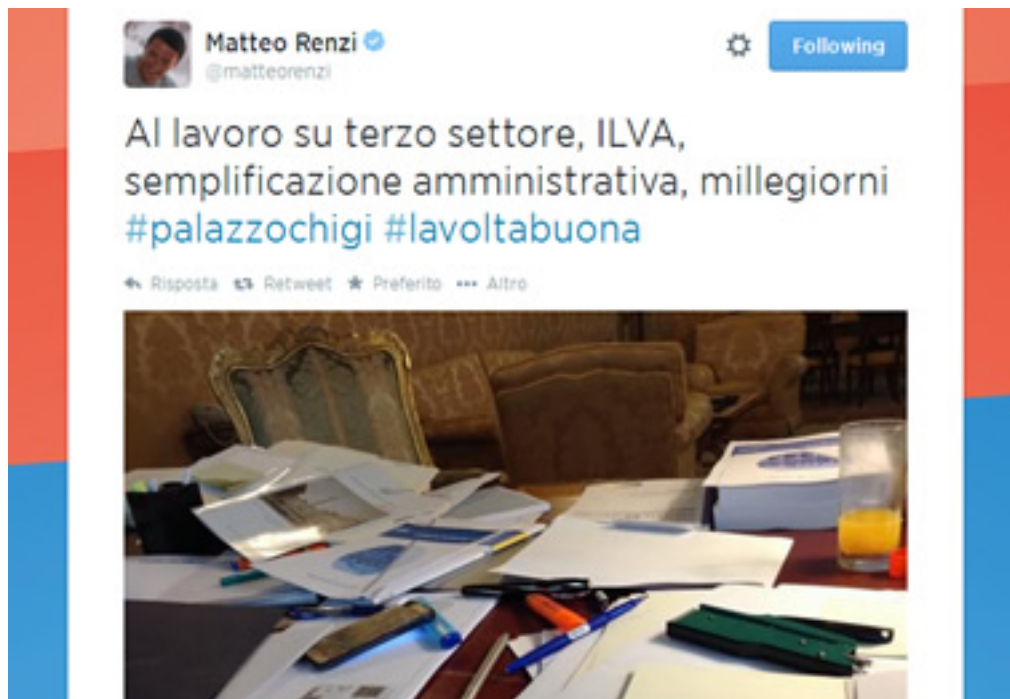 Matteo Renzi
@matteorenzi
Following
Al lavoro su terzo settore, ILVA,
semplificazione amministrativa, millegiorni
#palazzochigi #lavoltabuona
Risposta Retweet Preferito Altro